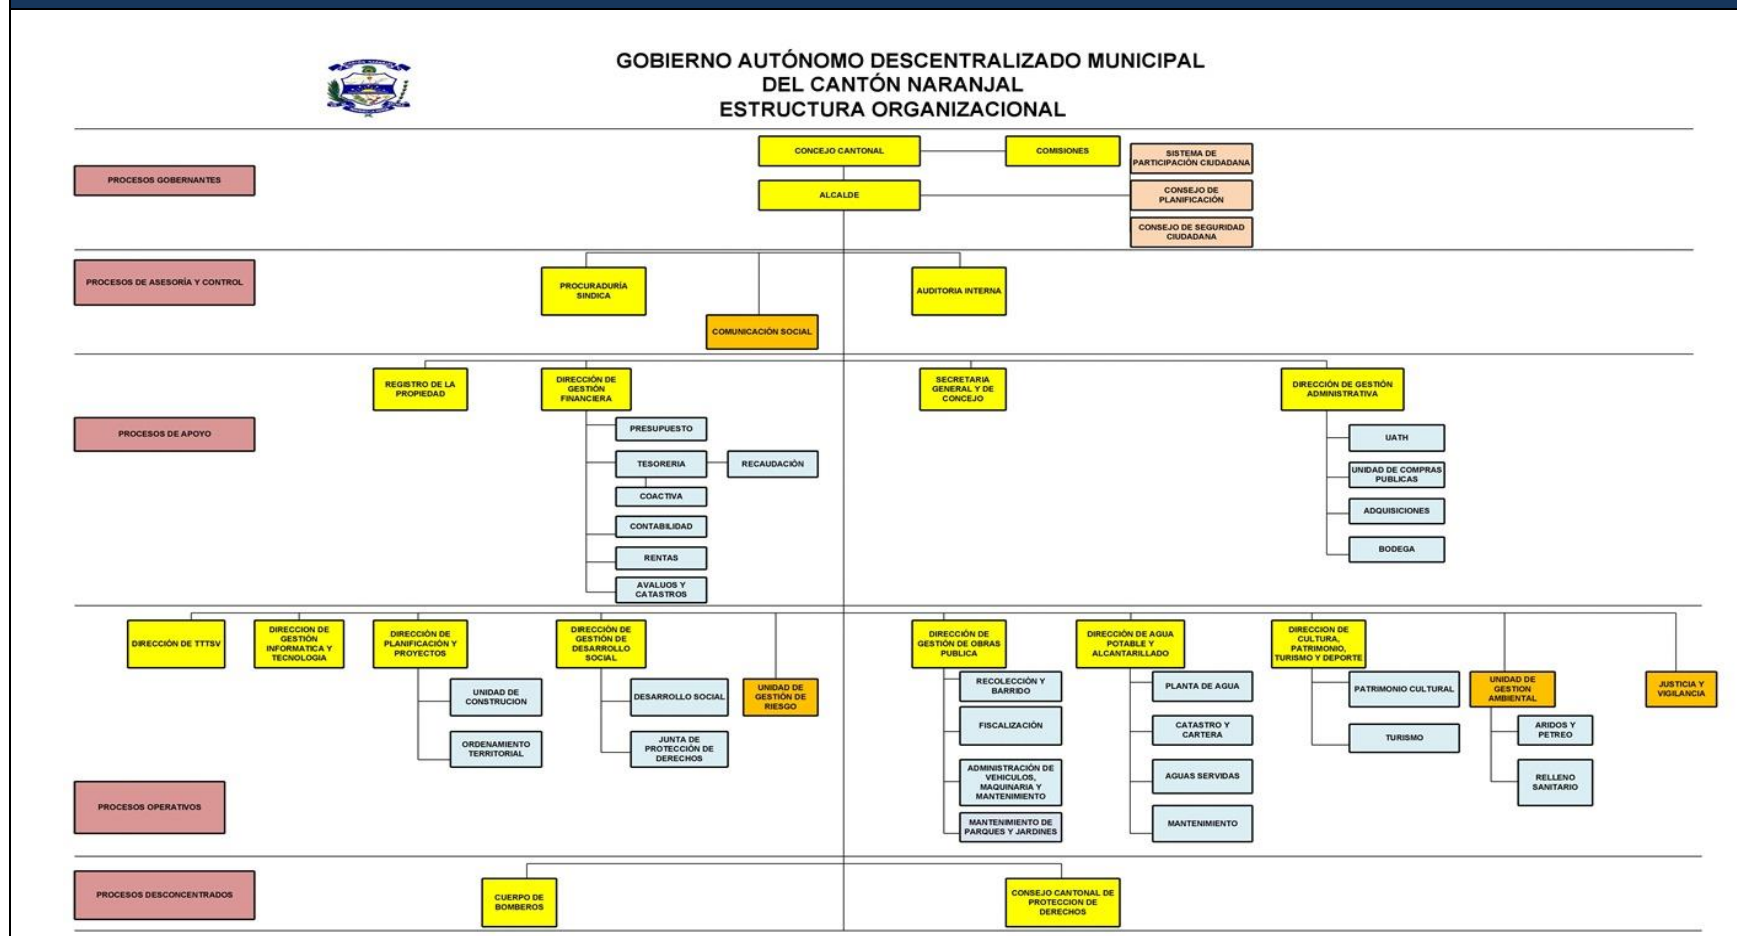 GOBIERNO AUTÓNOMO DESCENTRALIZADO MUNICIPAL
DEL CANTÓN NARANJAL
ESTRUCTURA ORGANIZACIONAL
PROCESOS GOBERNANTES
CONCEJO CANTONAL
COMISIONES
ALCALDE
SISTEMA DE
PARTICIPACIÓN CIUDADANA
CONSEJO DE
PLANIFICACIÓN
CONSEJO DE SEGURIDAD
CIUDADANA
PROCESOS DE ASESORÍA Y CONTROL
PROCURADURÍA
SINDICA
COMUNICACIÓN SOCIAL
AUDITORIA INTERNA
PROCESOS DE APOYO
REGISTRO DE LA
PROPIEDAD
DIRECCIÓN DE
GESTIÓN
FINANCIERA
PRESUPUESTO
TESORERIA
RECAUDACIÓN
COACTIVA
CONTABILIDAD
RENTAS
AVALUOS Y
CATASTROS
SECRETARIA
GENERAL Y DE
CONCEJO
DIRECCIÓN DE GESTIÓN
ADMINISTRATIVA
UATH
UNIDAD DE COMPRAS
PUBLICAS
ADQUISICIONES
BODEGA
PROCESOS OPERATIVOS
DIRECCIÓN DE TTTSV
DIRECCION DE
GESTIÓN
INFORMATICA Y
TECNOLOGIA
DIRECCIÓN DE
PLANIFICACIÓN Y
PROYECTOS
UNIDAD DE
CONSTRUCION
ORDENAMIENTO
TERRITORIAL
DIRECCIÓN DE
GESTIÓN DE
DESARROLLO
SOCIAL
DESARROLLO SOCIAL
JUNTA DE
PROTECCIÓN DE
DERECHOS
UNIDAD DE
GESTIÓN DE
RIESGO
DIRECCIÓN DE
GESTIÓN DE OBRAS
PUBLICA
RECOLECCIÓN Y
BARRIDO
FISCALIZACIÓN
ADMINISTRACIÓN DE
VEHICULOS,
MAQUINARIA Y
MANTENIMIENTO
MANTENIMIENTO DE
PARQUES Y JARDINES
DIRECCIÓN DE AGUA
POTABLE Y
ALCANTARILLADO
PLANTA DE AGUA
CATASTRO Y
CARTERA
AGUAS SERVIDAS
MANTENIMIENTO
DIRECCION DE
CULTURA,
PATRIMONIO,
TURISMO Y DEPORTE
PATRIMONIO CULTURAL
TURISMO
UNIDAD DE
GESTION
AMBIENTAL
ARIDOS Y
PETREO
RELLENO
SANITARIO
JUSTICIA Y
VIGILANCIA
PROCESOS DESCONCENTRADOS
CUERPO DE
BOMBEROS
CONSEJO CANTONAL DE
PROTECCION DE
DERECHOS